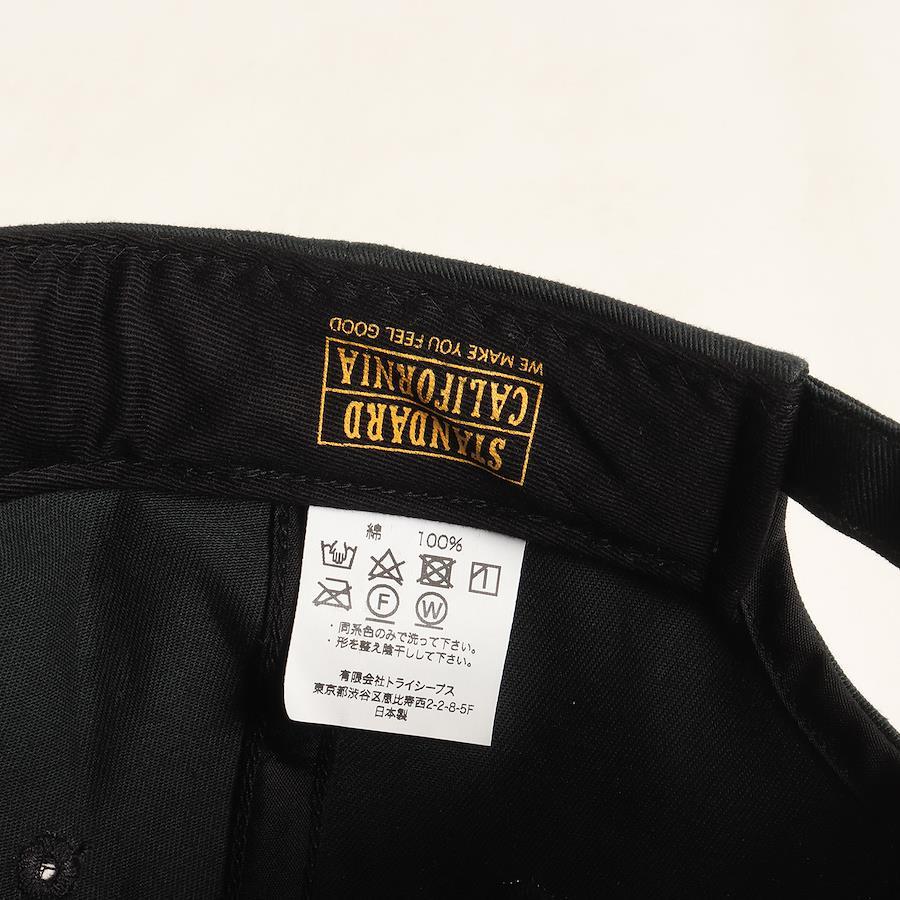 STANDARD
CALIFORNIA
WE MAKE YOU FEEL GOOD
綿 100%
F W
・同系色のみで洗って下さい。
・形を整え陰干しして下さい。
有限会社トライシープス
東京都渋谷区恵比寿西2-2-8-5F
日本製